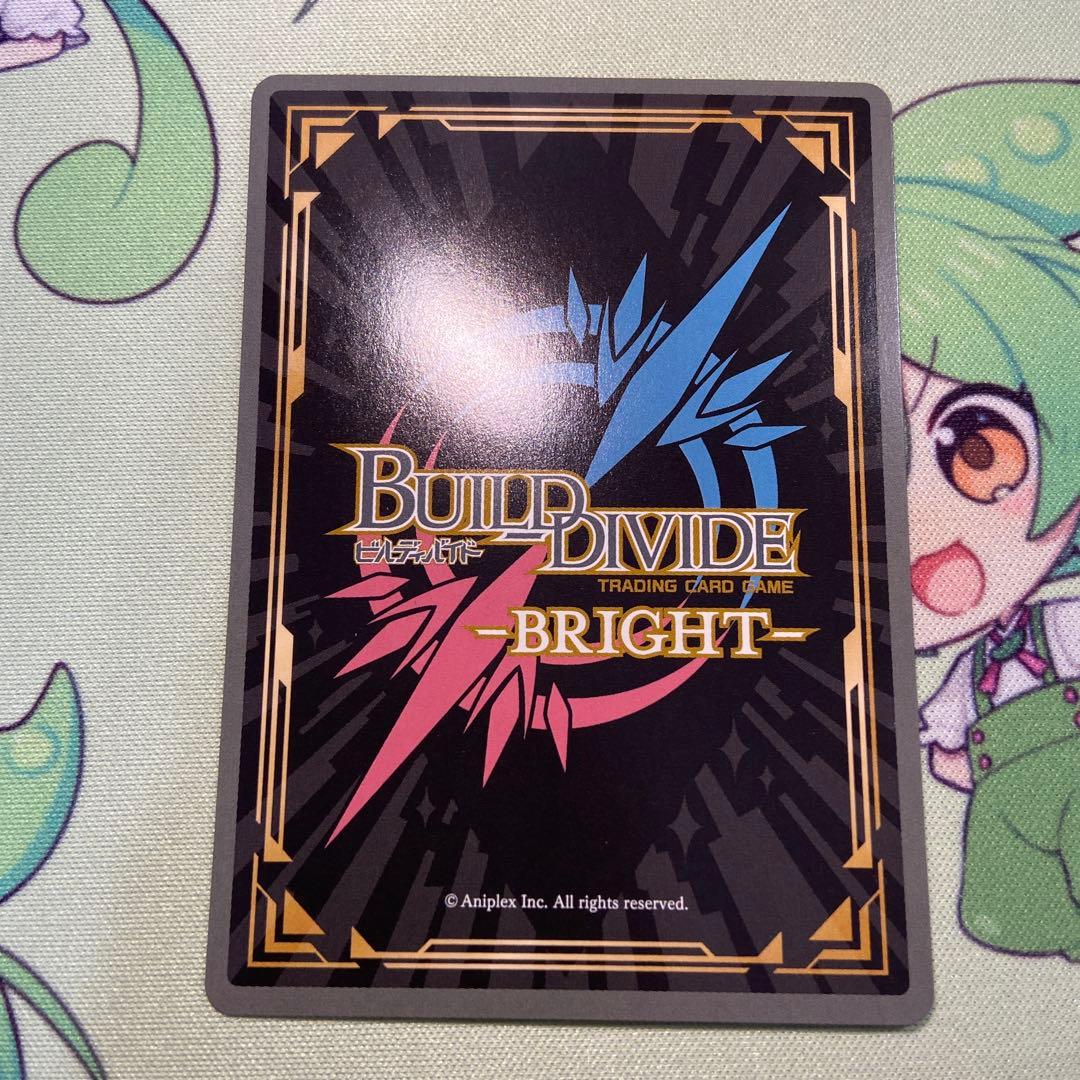 BUILD DIVIDE
ビルディバイド
TRADING CARD GAME
-BRIGHT-
© Aniplex Inc. All rights reserved.